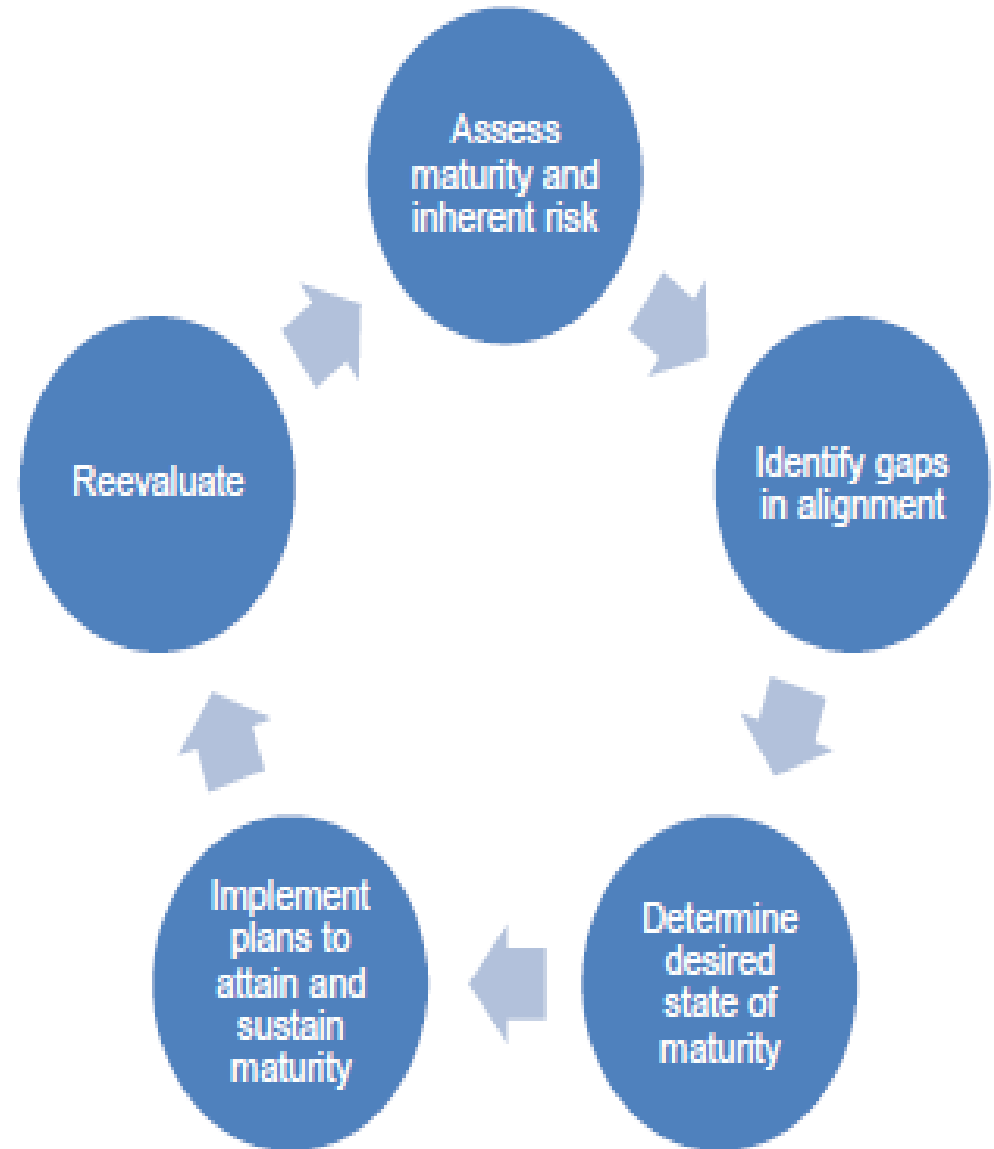 Assess
maturity and
inherent risk
Identify gaps
in alignment
Determine
desired
state of
maturity
Implement
plans to
attain and
sustain
maturity
Reevaluate